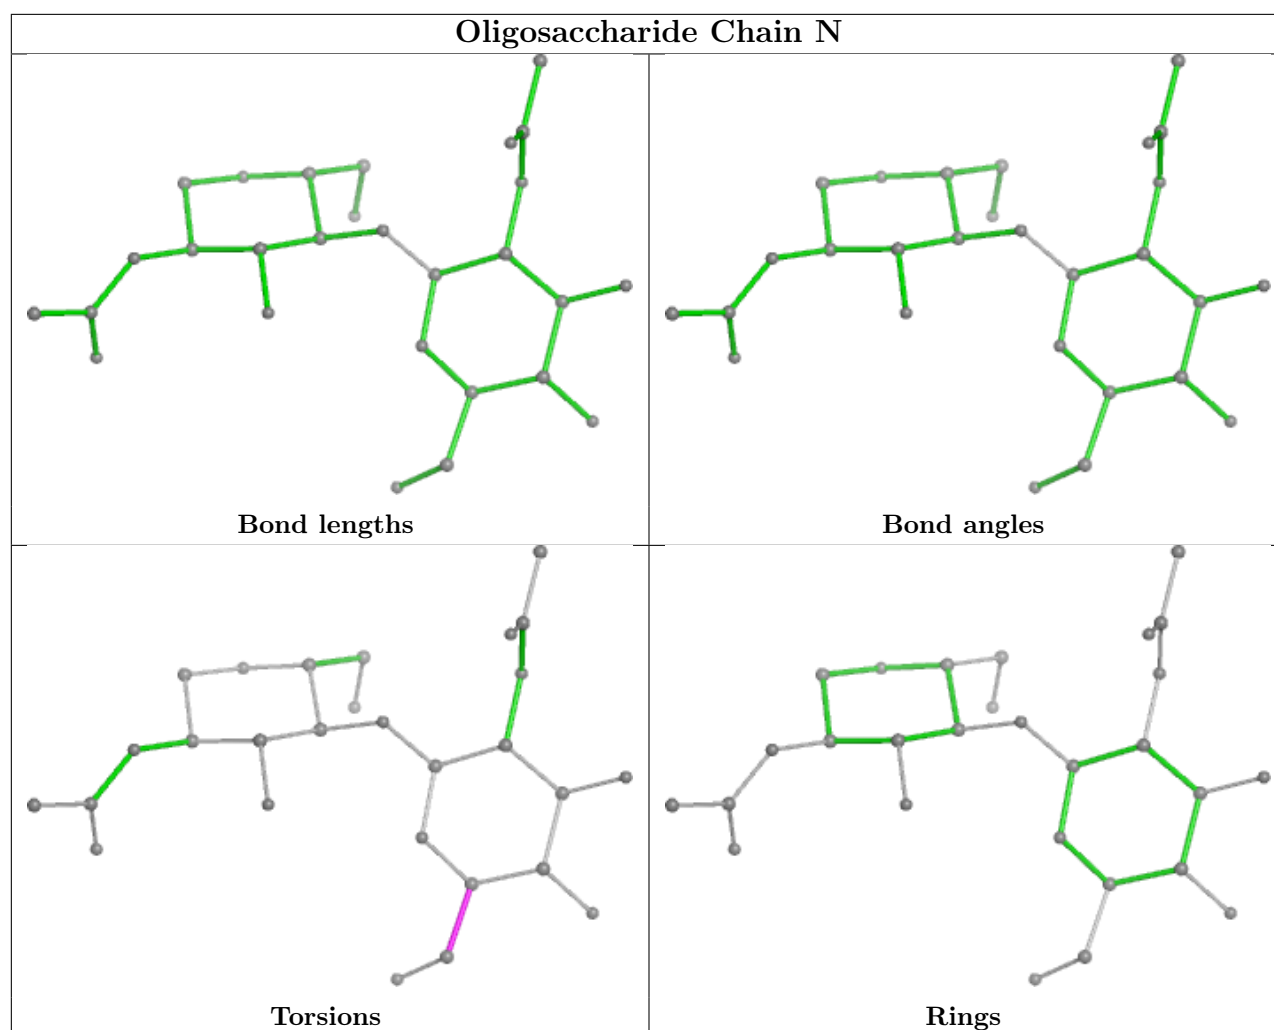 Oligosaccharide Chain N
Bond lengths
Bond angles
Torsions
Rings